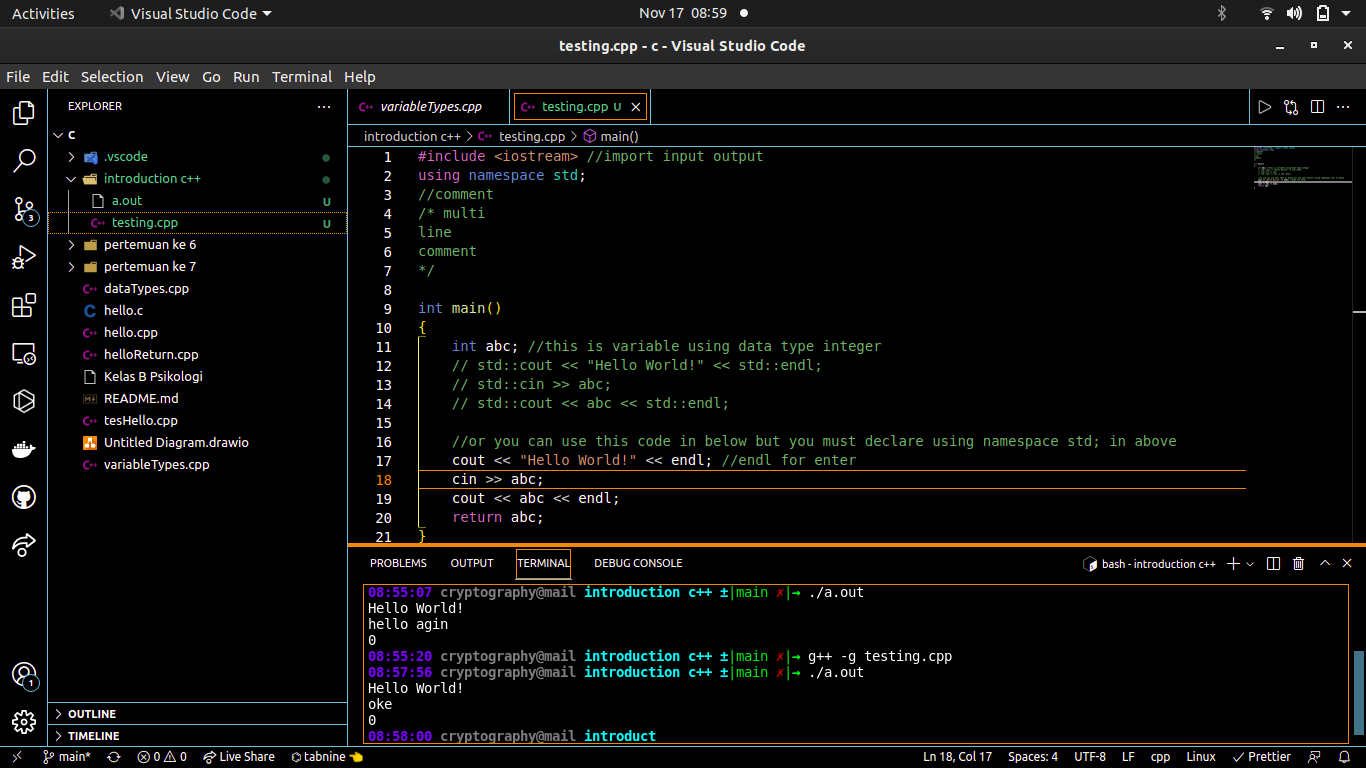 Activities
Visual Studio Code
Nov 17 08:59
testing.cpp - c - Visual Studio Code
File Edit Selection View Go Run Terminal Help
EXPLORER
C
.vscode
introduction c++
a.out U
testing.cpp U
pertemuan ke 6
pertemuan ke 7
dataTypes.cpp
hello.c
hello.cpp
helloReturn.cpp
Kelas B Psikologi
README.md
tesHello.cpp
Untitled Diagram.drawio
variableTypes.cpp
OUTLINE
TIMELINE
3
1
variableTypes.cpp
testing.cpp U
introduction c++ > testing.cpp > main()
1 #include <iostream> //import input output
2 using namespace std;
3 //comment
4 /* multi
5 line
6 comment
7 */
8
9 int main()
10 {
11 int abc; //this is variable using data type integer
12 // std::cout << "Hello World!" << std::endl;
13 // std::cin >> abc;
14 // std::cout << abc << std::endl;
15
16 //or you can use this code in below but you must declare using namespace std; in above
17 cout << "Hello World!" << endl; //endl for enter
18 cin >> abc;
19 cout << abc << endl;
20 return abc;
21 }
PROBLEMS OUTPUT TERMINAL DEBUG CONSOLE
bash - introduction c++
08:55:07 cryptography@mail introduction c++ ±|main ✗|→ ./a.out
Hello World!
hello agin
0
08:55:20 cryptography@mail introduction c++ ±|main ✗|→ g++ -g testing.cpp
08:57:56 cryptography@mail introduction c++ ±|main ✗|→ ./a.out
Hello World!
oke
0
08:58:00 cryptography@mail introduct
main* 0 0 Live Share tabnine
Ln 18, Col 17 Spaces: 4 UTF-8 LF cpp Linux Prettier